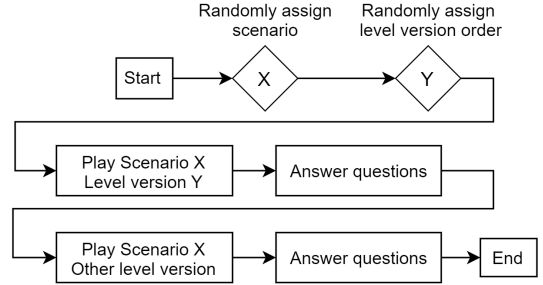 Randomly assign
scenario
Randomly assign
level version order
Start
X
Y
Play Scenario X
Level version Y
Answer questions
Play Scenario X
Other level version
Answer questions
End